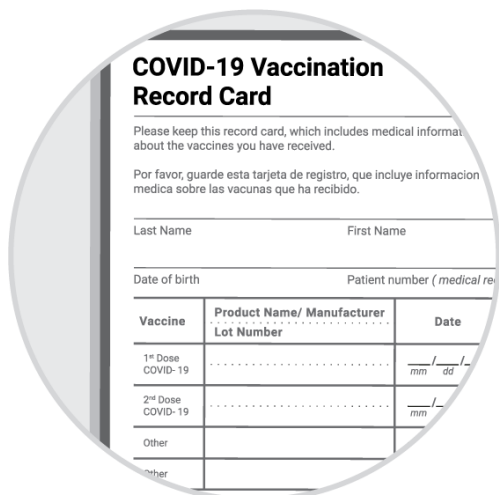 COVID-19 Vaccination
Record Card
Please keep this record card, which includes medical
about the vaccines you have received.
Por favor, guarde esta tarjeta de registro, que incluye informacion
medica sobre las vacunas que ha recibido.
Last Name First Name
Date of birth Patient number ( medical
Vaccine Product Name/ Manufacturer Date
Lot Number
1st Dose
COVID- 19
mm dd
2nd Dose
COVID- 19
mm
Other
Other